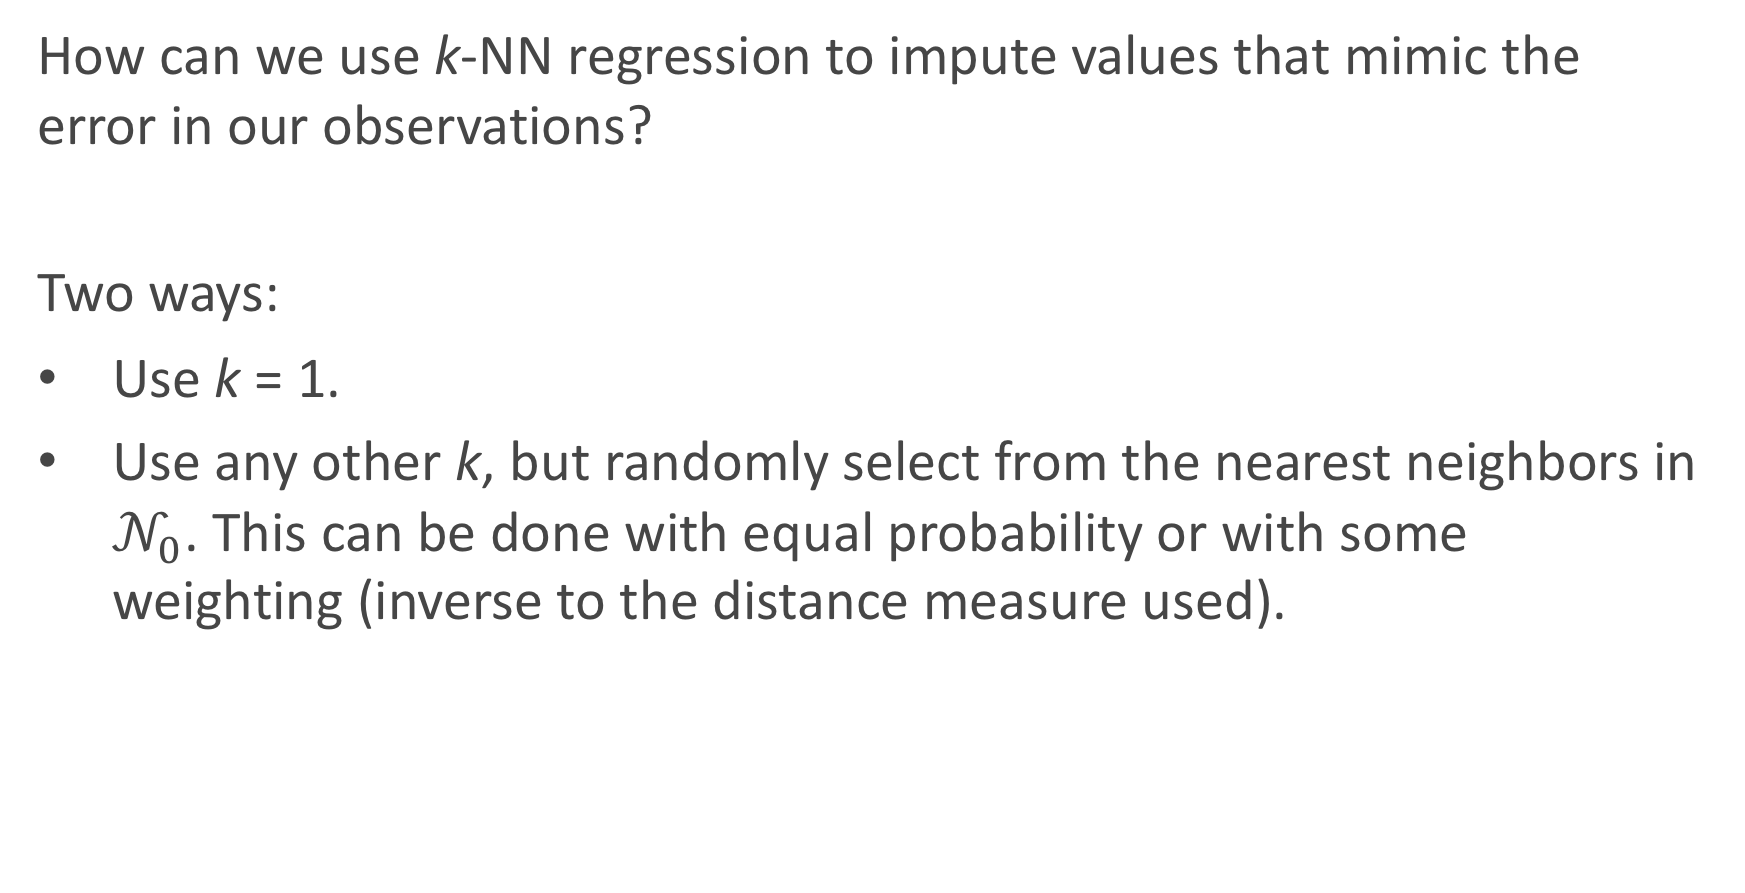 How can we use k-NN regression to impute values that mimic the
error in our observations?
Two ways:
• Use k = 1.
• Use any other k, but randomly select from the nearest neighbors in
𝒩₀. This can be done with equal probability or with some
weighting (inverse to the distance measure used).